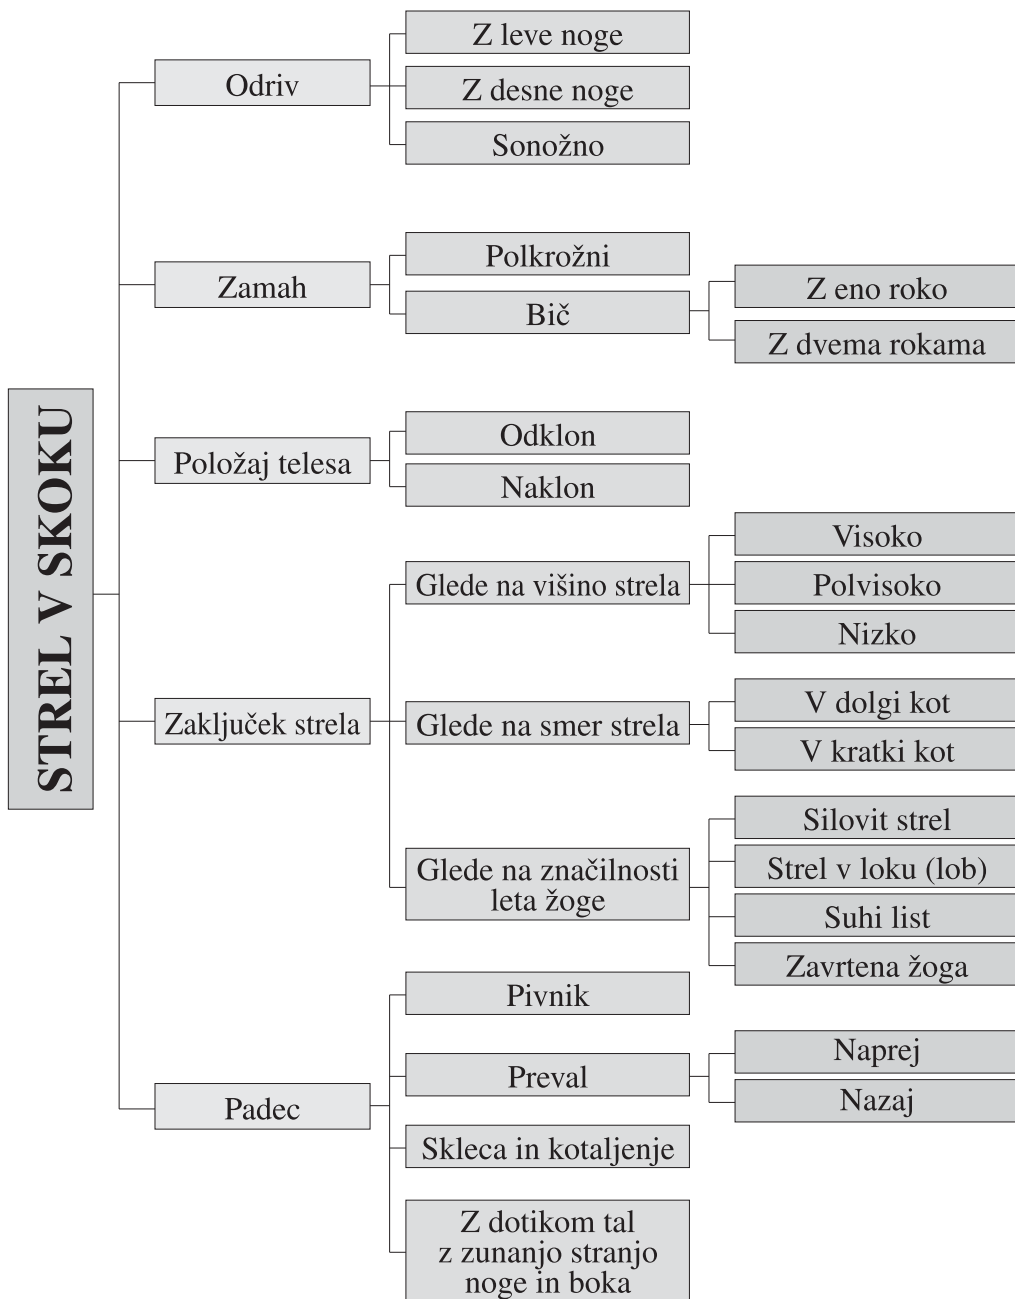 STREL V SKOKU
Odriv
Z leve noge
Z desne noge
Sonožno
Zamah
Polkrožni
Bič
Z eno roko
Z dvema rokama
Položaj telesa
Odklon
Naklon
Zaključek strela
Glede na višino strela
Visoko
Polvisoko
Nizko
Glede na smer strela
V dolgi kot
V kratki kot
Glede na značilnosti
leta žoge
Silovit strel
Strel v loku (lob)
Suhi list
Zavrtena žoga
Padec
Pivnik
Preval
Naprej
Nazaj
Skleca in kotaljenje
Z dotikom tal
z zunanjo stranjo
noge in boka